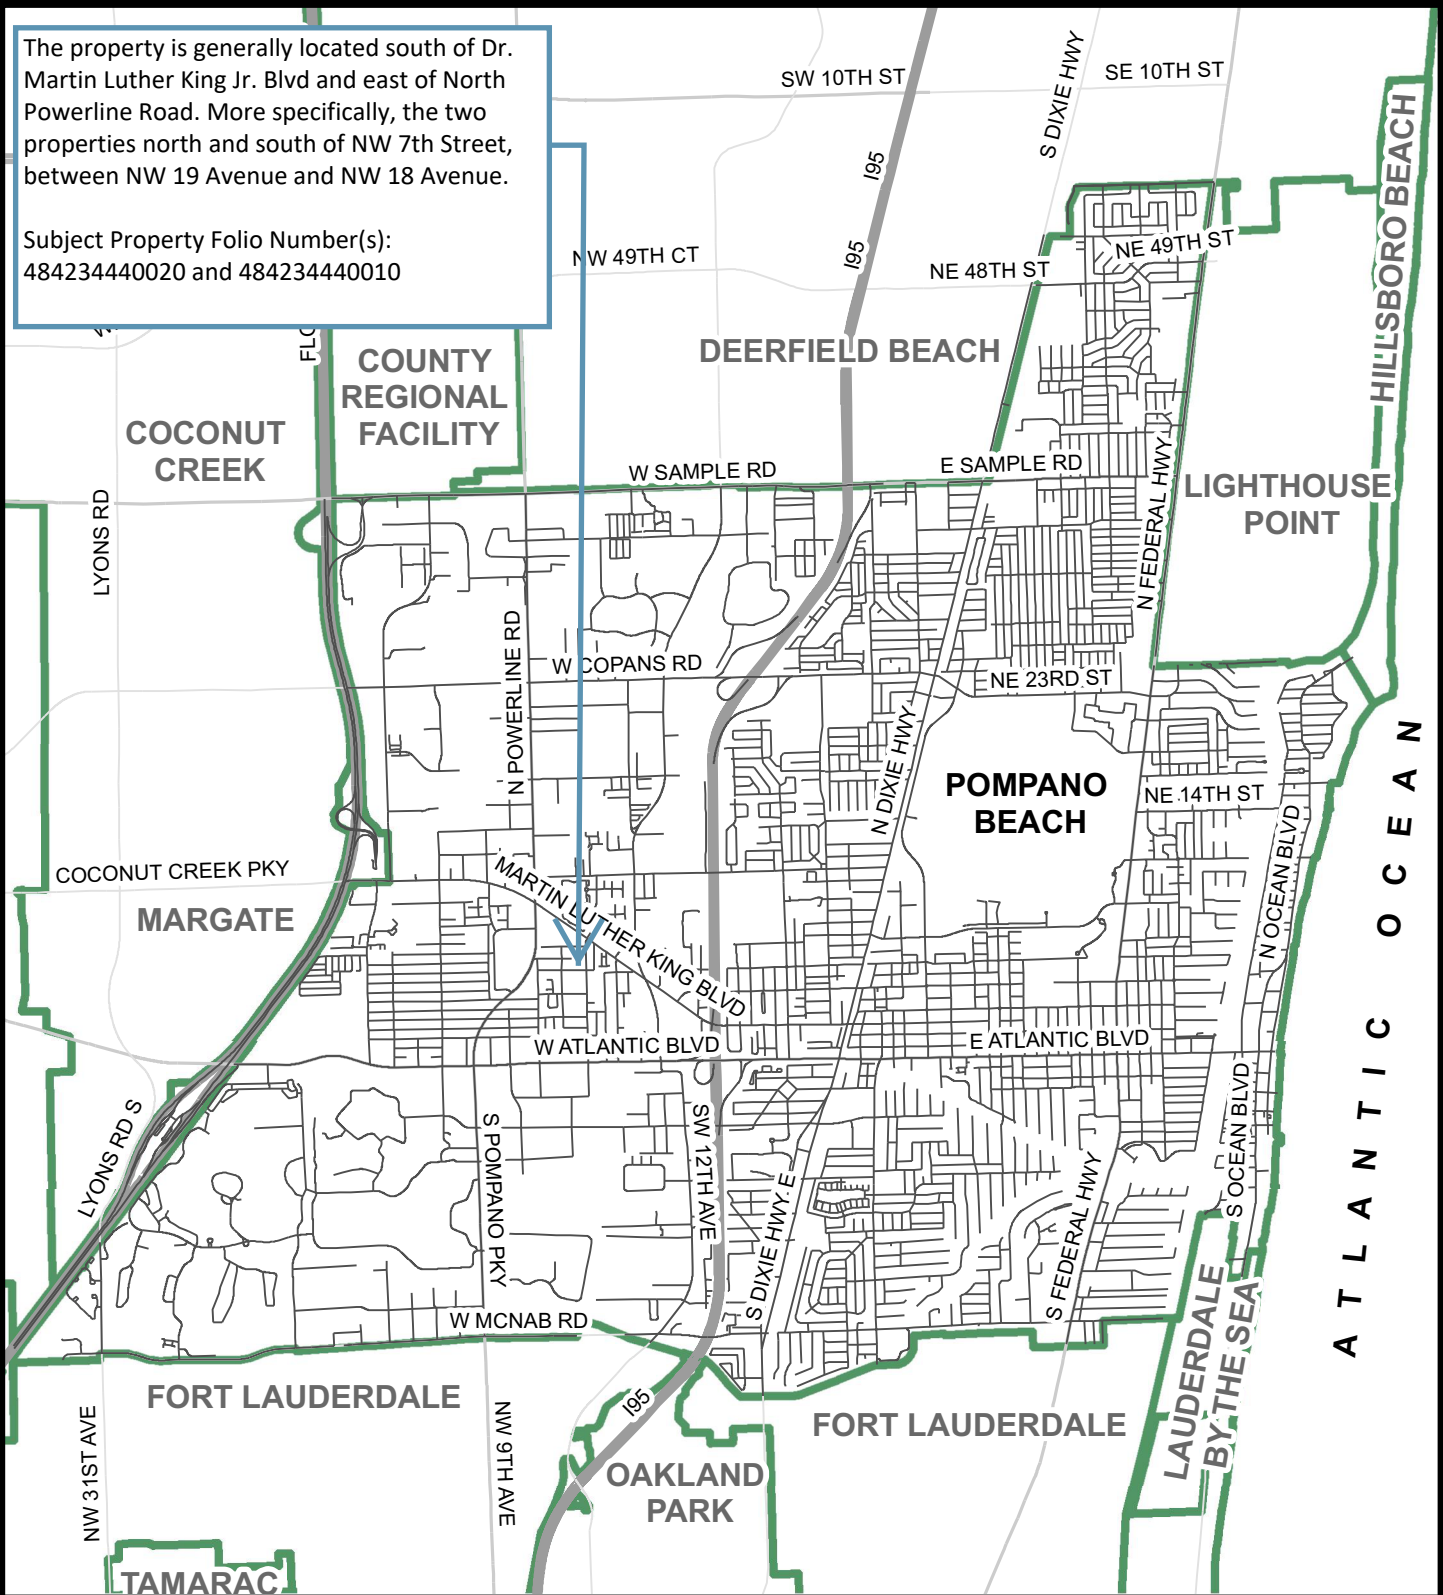 The property is generally located south of Dr.
Martin Luther King Jr. Blvd and east of North
Powerline Road. More specifically, the two
properties north and south of NW 7th Street,
between NW 19 Avenue and NW 18 Avenue.
Subject Property Folio Number(s):
484234440020 and 484234440010
SW 10TH ST
S DIXIE HWY
SE 10TH ST
HILLSBORO BEACH
I95
I95
NW 49TH CT
NE 48TH ST
NE 49TH ST
DEERFIELD BEACH
COUNTY
REGIONAL
FACILITY
COCONUT
CREEK
W SAMPLE RD
E SAMPLE RD
LIGHTHOUSE
POINT
LYONS RD
N FEDERAL HWY
N POWERLINE RD
W COPANS RD
NE 23RD ST
N DIXIE HWY
POMPANO
BEACH
NE 14TH ST
N OCEAN BLVD
ATLANTIC OCEAN
COCONUT CREEK PKY
MARTIN LUTHER KING BLVD
MARGATE
W ATLANTIC BLVD
E ATLANTIC BLVD
LYONS RD S
S POMPANO PKY
SW 12TH AVE
S DIXIE HWY E
S FEDERAL HWY
S OCEAN BLVD
W MCNAB RD
LAUDERDALE
BY THE SEA
FORT LAUDERDALE
I95
FORT LAUDERDALE
NW 31ST AVE
NW 9TH AVE
OAKLAND
PARK
TAMARAC